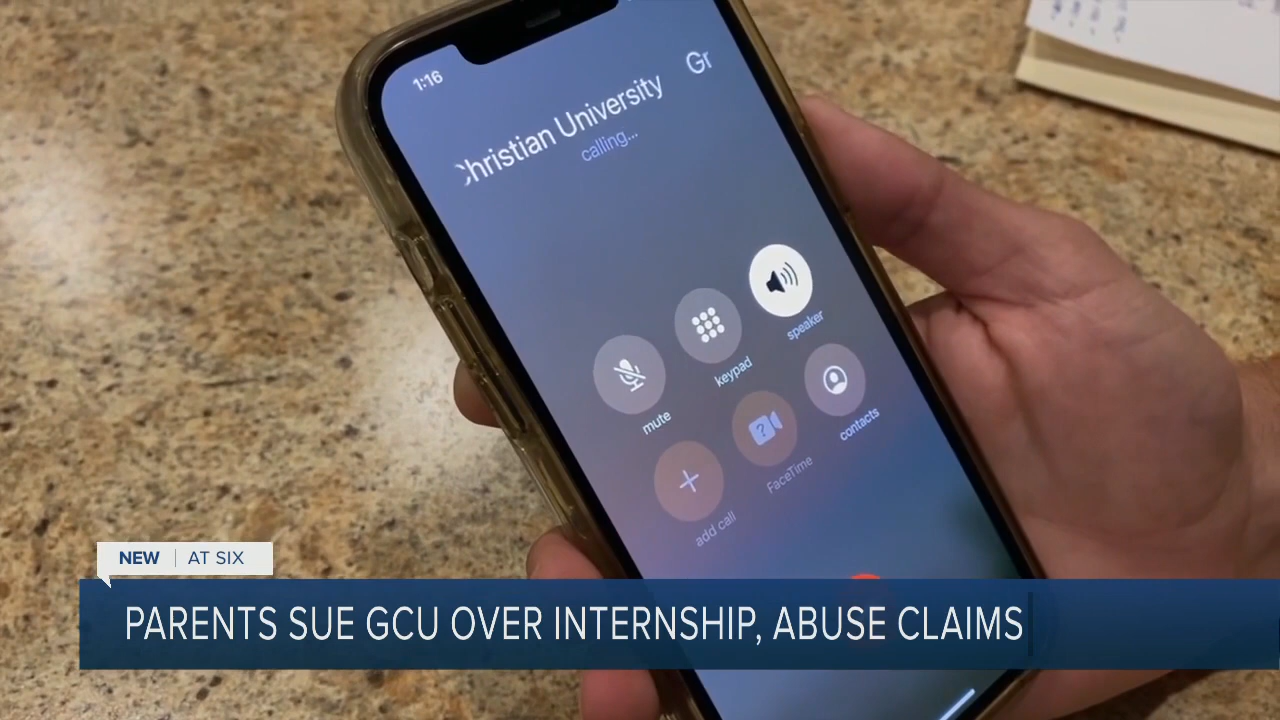 1:16
Christian University Gr
calling...
mute
keypad
speaker
add call
FaceTime
contacts
NEW | AT SIX
PARENTS SUE GCU OVER INTERNSHIP, ABUSE CLAIMS